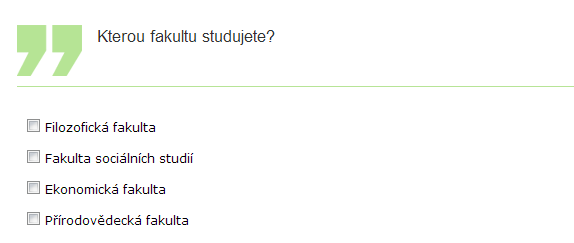 Kterou fakultu studujete?
Filozofická fakulta
Fakulta sociálních studií
Ekonomická fakulta
Přírodovědecká fakulta